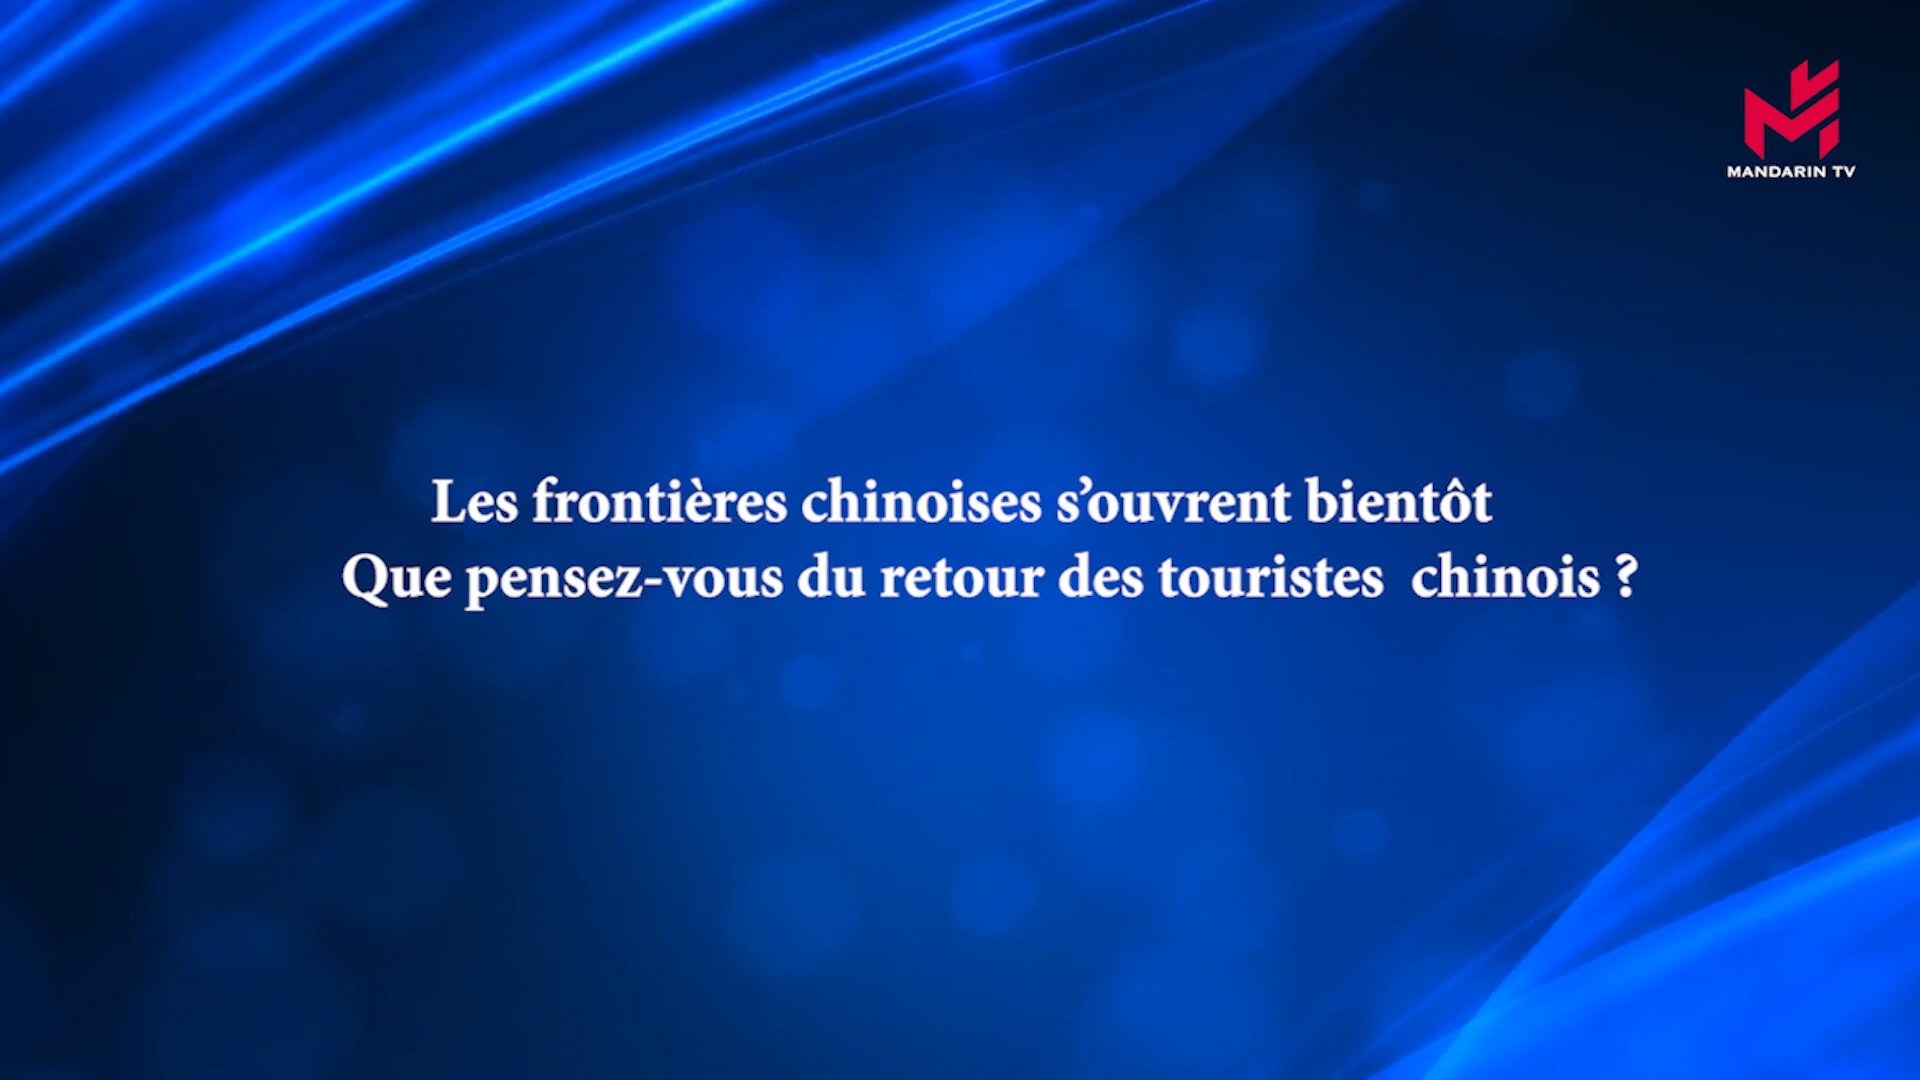 MANDARIN TV
Les frontières chinoises s’ouvrent bientôt
Que pensez-vous du retour des touristes  chinois ?